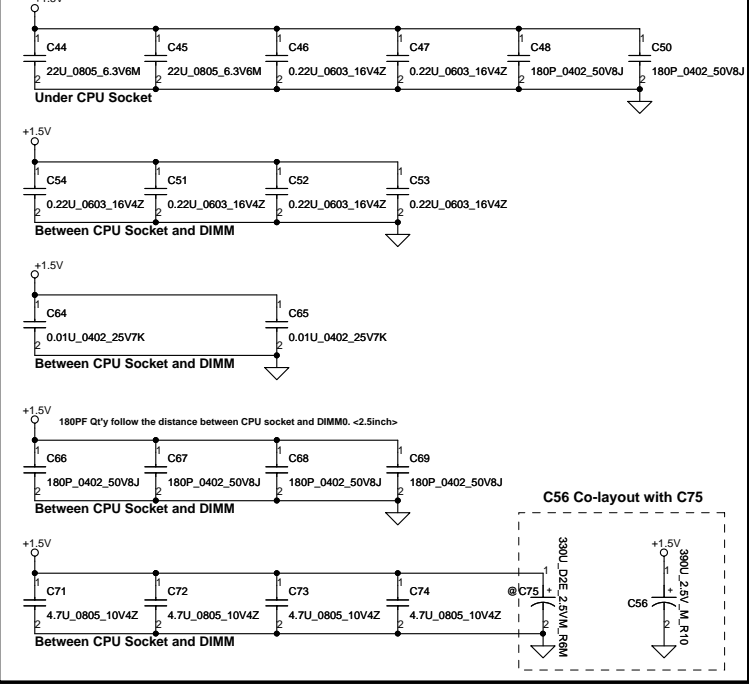 +1.5V
1 1 1 1 1 1
C44 C45 C46 C47 C48 C50
22U_0805_6.3V6M 22U_0805_6.3V6M 0.22U_0603_16V4Z 0.22U_0603_16V4Z 180P_0402_50V8J 180P_0402_50V8J
2 2 2 2 2 2
Under CPU Socket
+1.5V
1 1 1 1
C54 C51 C52 C53
0.22U_0603_16V4Z 0.22U_0603_16V4Z 0.22U_0603_16V4Z 0.22U_0603_16V4Z
2 2 2 2
Between CPU Socket and DIMM
+1.5V
1 1
C64 C65
0.01U_0402_25V7K 0.01U_0402_25V7K
2 2
Between CPU Socket and DIMM
+1.5V
180PF Qt'y follow the distance between CPU socket and DIMM0. <2.5inch>
1 1 1 1
C66 C67 C68 C69
180P_0402_50V8J 180P_0402_50V8J 180P_0402_50V8J 180P_0402_50V8J
2 2 2 2
Between CPU Socket and DIMM
C56 Co-layout with C75
+1.5V +1.5V
1 1 1 1 1 1
C71 C72 C73 C74 @C75 + C56 +
4.7U_0805_10V4Z 4.7U_0805_10V4Z 4.7U_0805_10V4Z 4.7U_0805_10V4Z
330U_D2E_2.5VM_R6M
390U_2.5V_M_R10
2 2 2 2 2 2
Between CPU Socket and DIMM